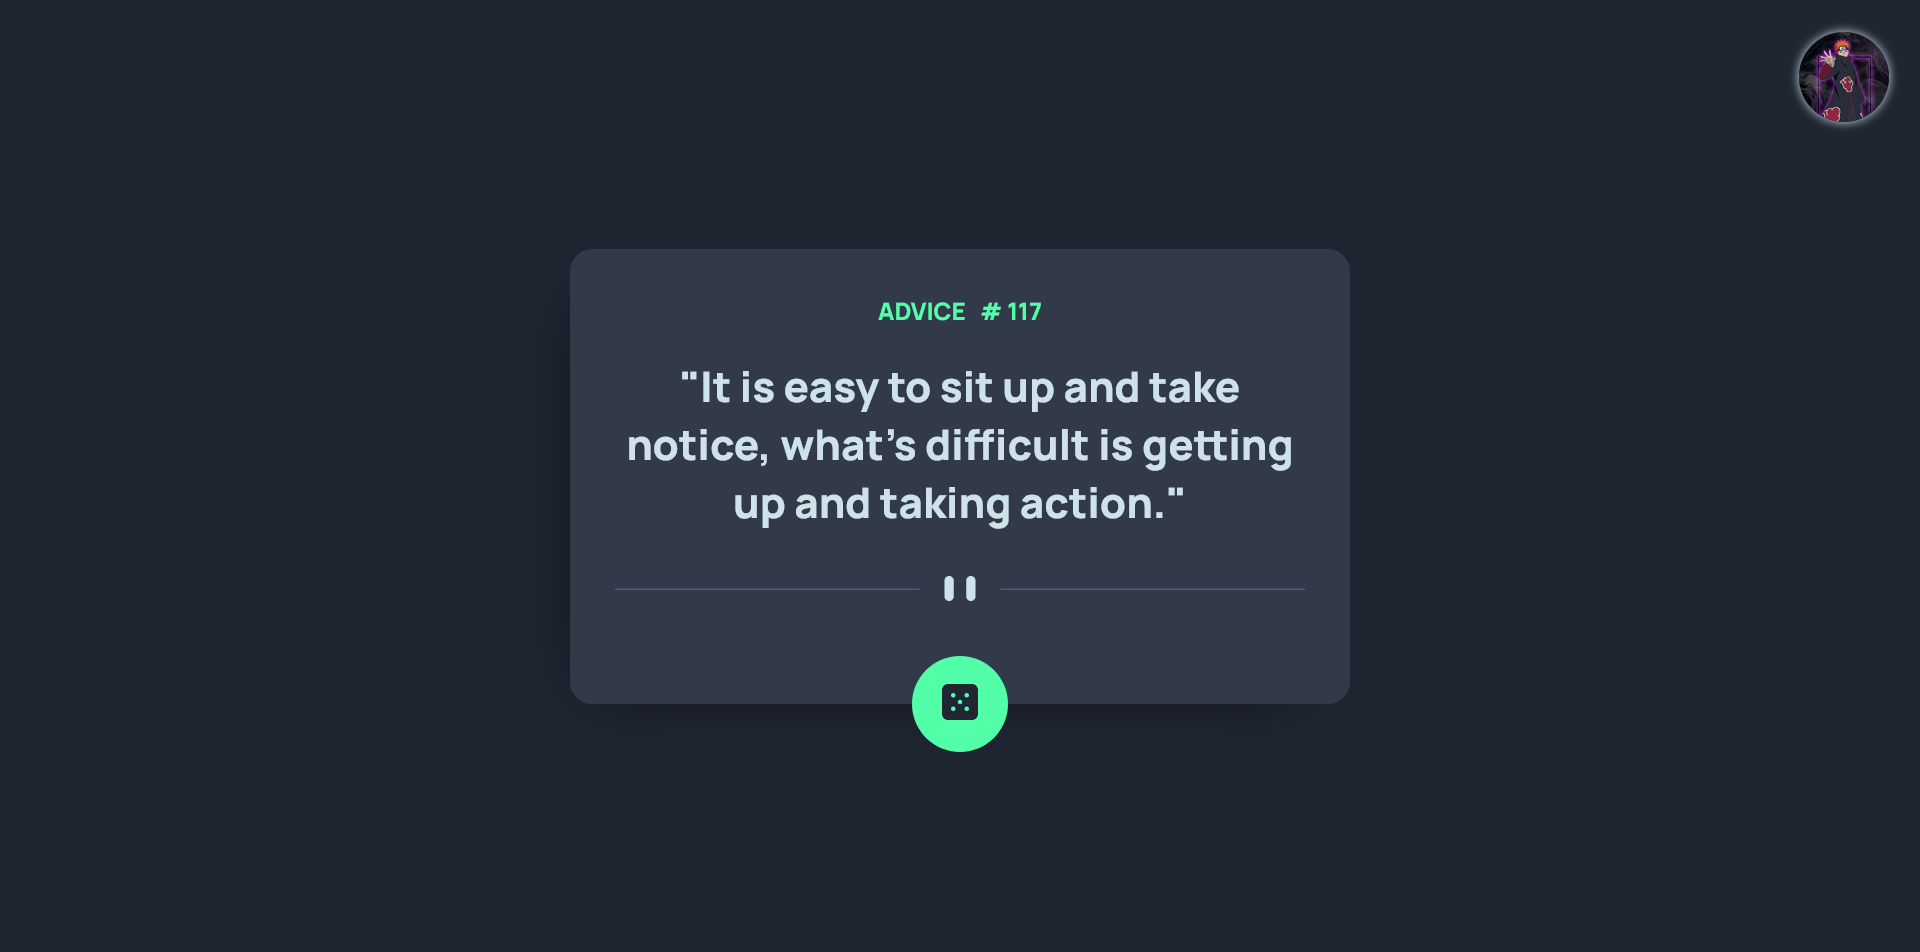 ADVICE # 117
"It is easy to sit up and take
notice, what's difficult is getting
up and taking action."